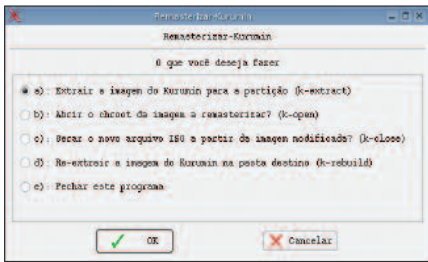 Remasterizar-Kurumin
Remasterizar-Kurumin
O que você deseja fazer
a): Extrair a imagem do Kurumin para a partição (k-extract)
b): Abrir o chroot da imagem a remasterizar? (k-open)
c): Gerar o novo arquivo ISO a partir da imagem modificada? (k-close)
d): Re-extrair a imagem do Kurumin na pasta destino (k-rebuild)
e): Fechar este programa
OK
Cancelar